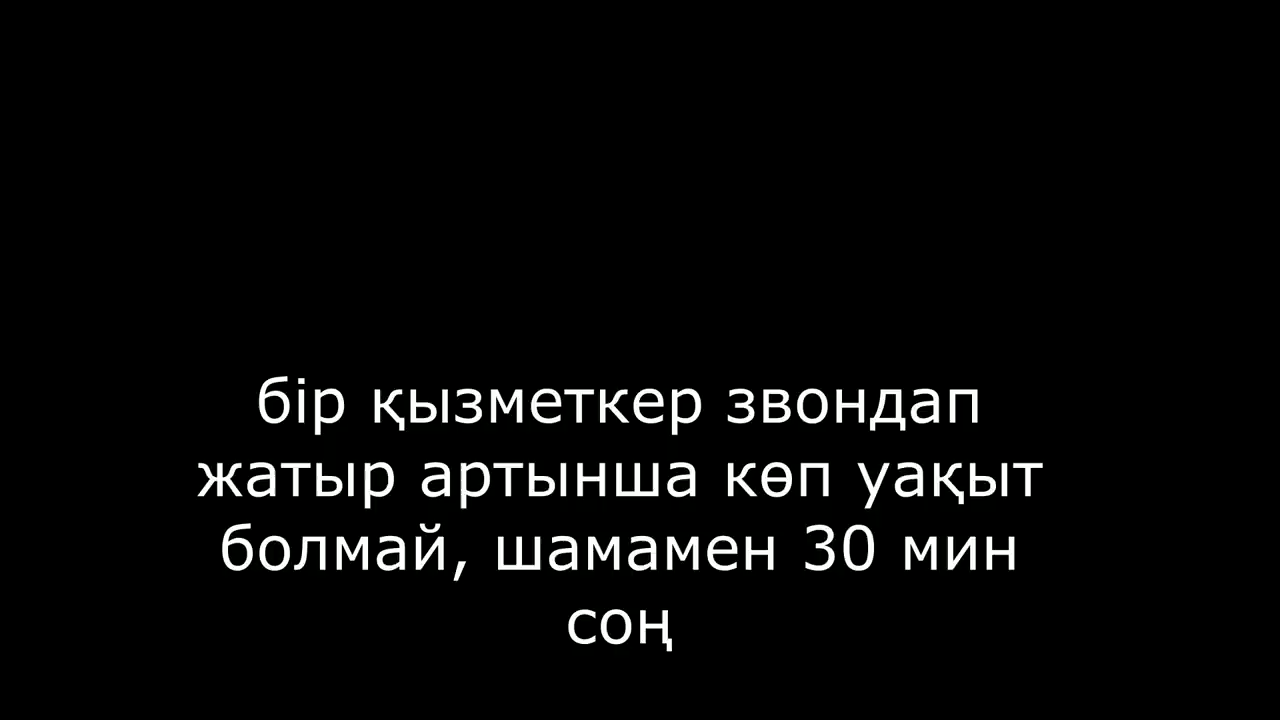 бір қызметкер звондап
жатыр артынша көп уақыт
болмай, шамамен 30 мин
соң